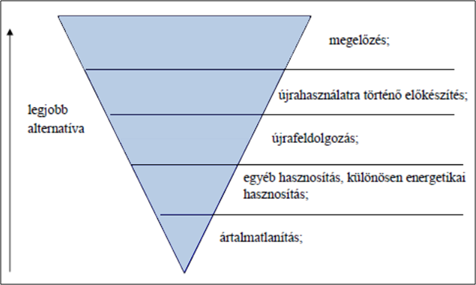 megelőzés;
újrahasználatra történő előkészítés;
legjobb
alternatíva
újrafeldolgozás;
egyéb hasznosítás, különösen energetikai
hasznosítás;
ártalmatlanítás;